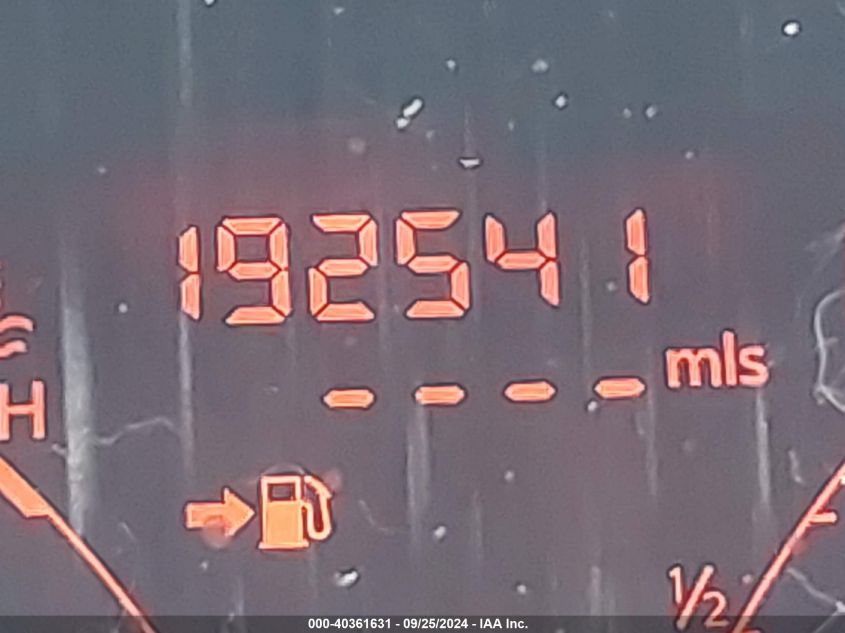 192541
mls
- - - -
H
1/2
000-40361631 - 09/25/2024 - IAA Inc.